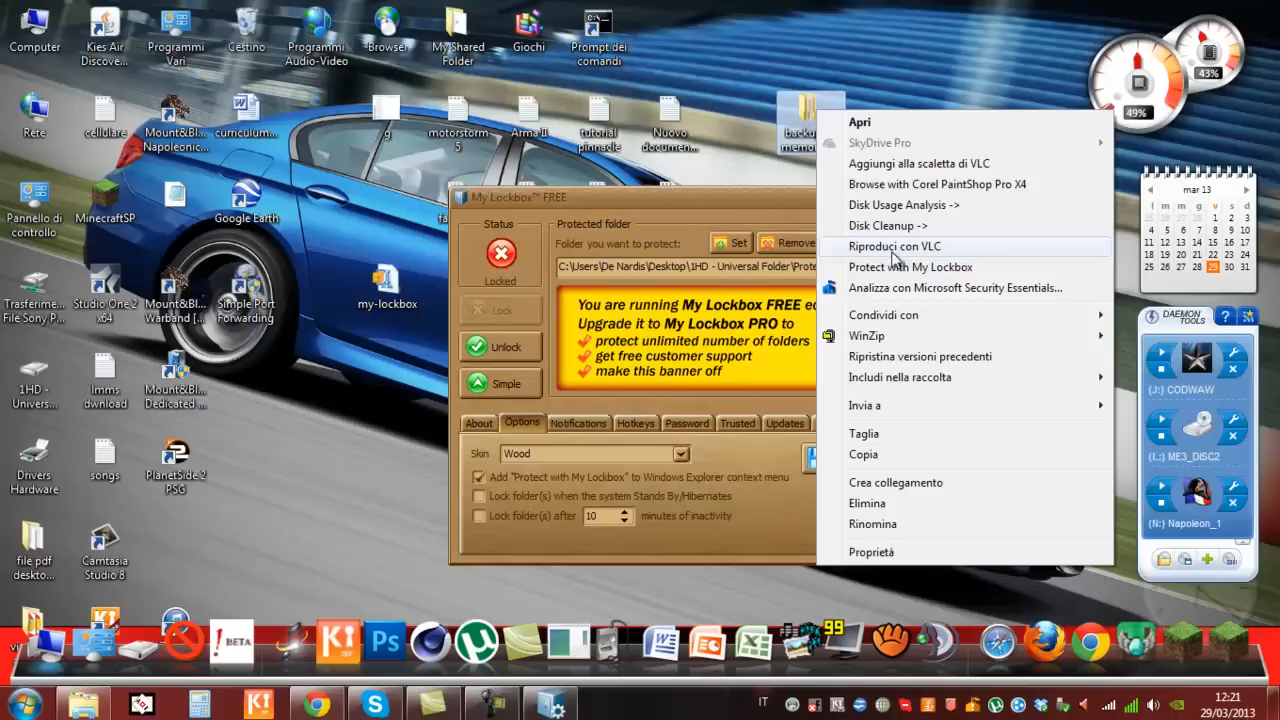 Computer
Kies Air
Discove...
Programmi
Vari
Cestino
Programmi
Audio-Video
Browser
My Shared
Folder
Giochi
Prompt dei
comandi
43%
49%
Rete
cellulare
Mount&Bl...
Napoleonic...
curriculum...
g
motorstorm
5
Arma II
tutorial
pinnacle
Nuovo
documen...
backu
memo
Pannello di
controllo
MinecraftSP
Google Earth
fa
Trasferime...
File Sony P...
Studio One 2
x64
Mount&Bl...
Warband [...
Simple Port
Forwarding
my-lockbox
1HD -
Univers...
lmms
dwnload
Mount&Bl...
Dedicated ...
Drivers
Hardware
songs
PlanetSide 2
PSG
file pdf
deskto...
Camtasia
Studio 8
My Lockbox™ FREE
Status
Locked
Lock
Unlock
Simple
Protected folder
Folder you want to protect:
Set
Remove
C:\Users\De Nardis\Desktop\1HD - Universal Folder\Prote
You are running My Lockbox FREE e
Upgrade it to My Lockbox PRO to
protect unlimited number of folders
get free customer support
make this banner off
About
Options
Notifications
Hotkeys
Password
Trusted
Updates
Skin
Wood
Add "Protect with My Lockbox" to Windows Explorer context menu
Lock folder(s) when the system Stands By/Hibernates
Lock folder(s) after
10
minutes of inactivity
Apri
SkyDrive Pro
Aggiungi alla scaletta di VLC
Browse with Corel PaintShop Pro X4
Disk Usage Analysis ->
Disk Cleanup ->
Riproduci con VLC
Protect with My Lockbox
Analizza con Microsoft Security Essentials...
Condividi con
WinZip
Ripristina versioni precedenti
Includi nella raccolta
Invia a
Taglia
Copia
Crea collegamento
Elimina
Rinomina
Proprietà
mar 13
l m m g v s d
25 26 27 28 1 2 3
4 5 6 7 8 9 10
11 12 13 14 15 16 17
18 19 20 21 22 23 24
25 26 27 28 29 30 31
DAEMON
TOOLS
(J:) CODWAW
(L:) ME3_DISC2
(N:) Napoleon_1
BETA
Ps
99
IT
12:21
29/03/2013